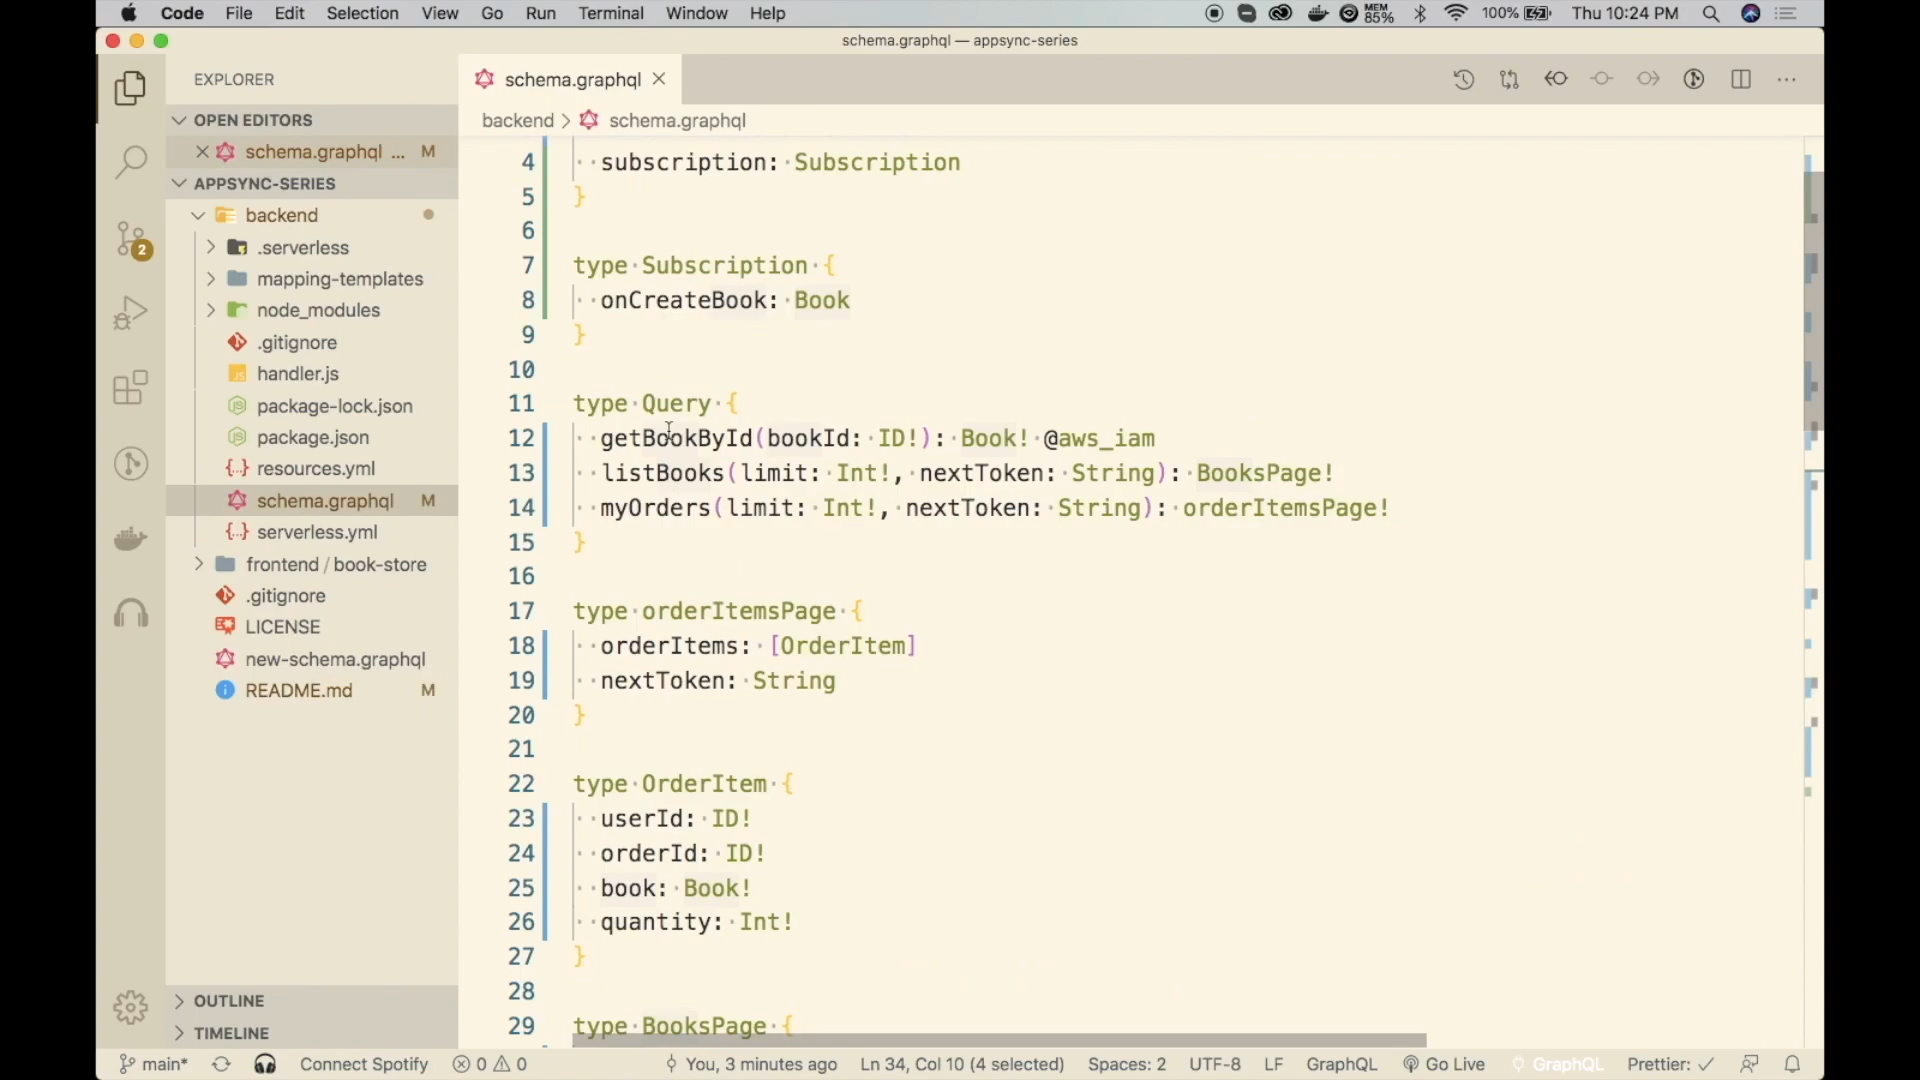 Code File Edit Selection View Go Run Terminal Window Help MEM 85% 100% Thu 10:24 PM
schema.graphql — appsync-series
EXPLORER
OPEN EDITORS
schema.graphql ... M
APPSYNC-SERIES
backend
.serverless
mapping-templates
node_modules
.gitignore
handler.js
package-lock.json
package.json
resources.yml
schema.graphql M
serverless.yml
frontend / book-store
.gitignore
LICENSE
new-schema.graphql
README.md M
OUTLINE
TIMELINE
2
schema.graphql
backend > schema.graphql
4 subscription: Subscription
5 }
6
7 type Subscription {
8 onCreateBook: Book
9 }
10
11 type Query {
12 getBookById(bookId: ID!): Book! @aws_iam
13 listBooks(limit: Int!, nextToken: String): BooksPage!
14 myOrders(limit: Int!, nextToken: String): orderItemsPage!
15 }
16
17 type orderItemsPage {
18 orderItems: [OrderItem]
19 nextToken: String
20 }
21
22 type OrderItem {
23 userId: ID!
24 orderId: ID!
25 book: Book!
26 quantity: Int!
27 }
28
29 type BooksPage {
main* Connect Spotify 0 0 You, 3 minutes ago Ln 34, Col 10 (4 selected) Spaces: 2 UTF-8 LF GraphQL Go Live GraphQL Prettier: ✓